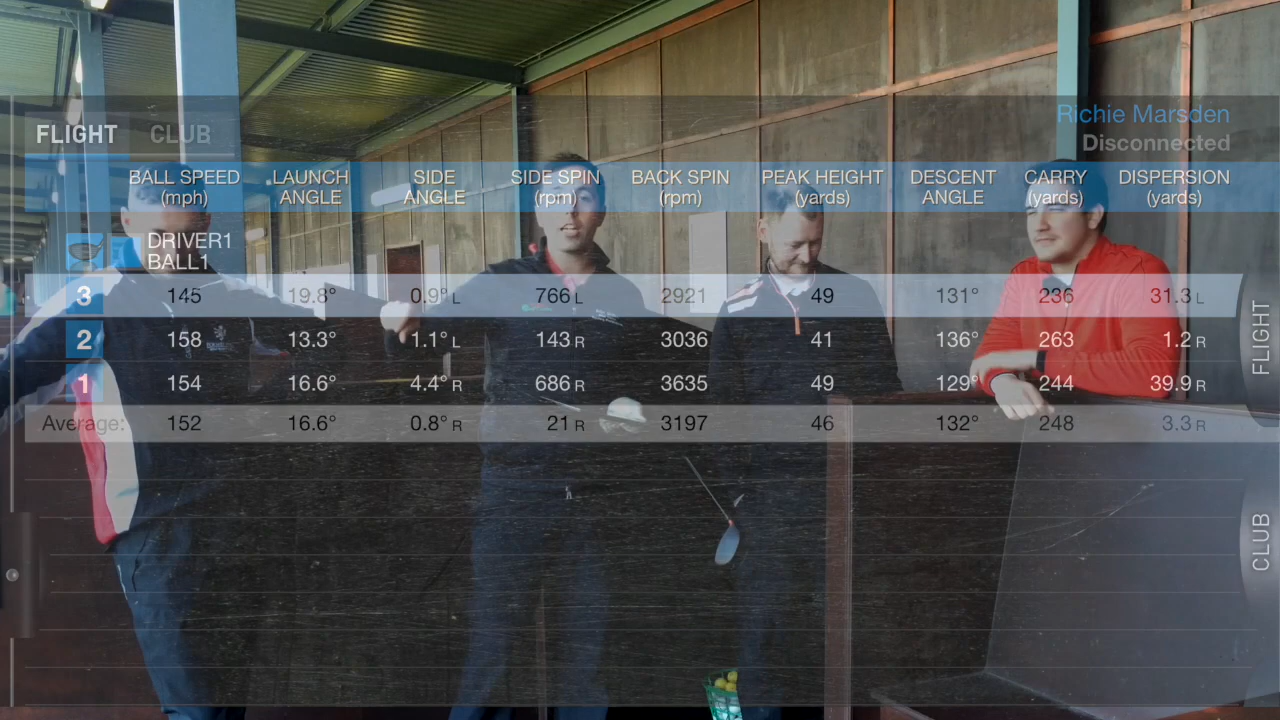 Richie Marsden
FLIGHT CLUB
Disconnected
BALL SPEED (mph) LAUNCH ANGLE SIDE ANGLE SIDE SPIN (rpm) BACK SPIN (rpm) PEAK HEIGHT (yards) DESCENT ANGLE CARRY (yards) DISPERSION (yards)
DRIVER1
BALL1
3 145 19.8° 0.9° L 766 L 2921 49 131° 236 31.3 L
2 158 13.3° 1.1° L 143 R 3036 41 136° 263 1.2 R
1 154 16.6° 4.4° R 686 R 3635 49 129° 244 39.9 R
Average: 152 16.6° 0.8° R 21 R 3197 46 132° 248 3.3 R
FLIGHT
CLUB